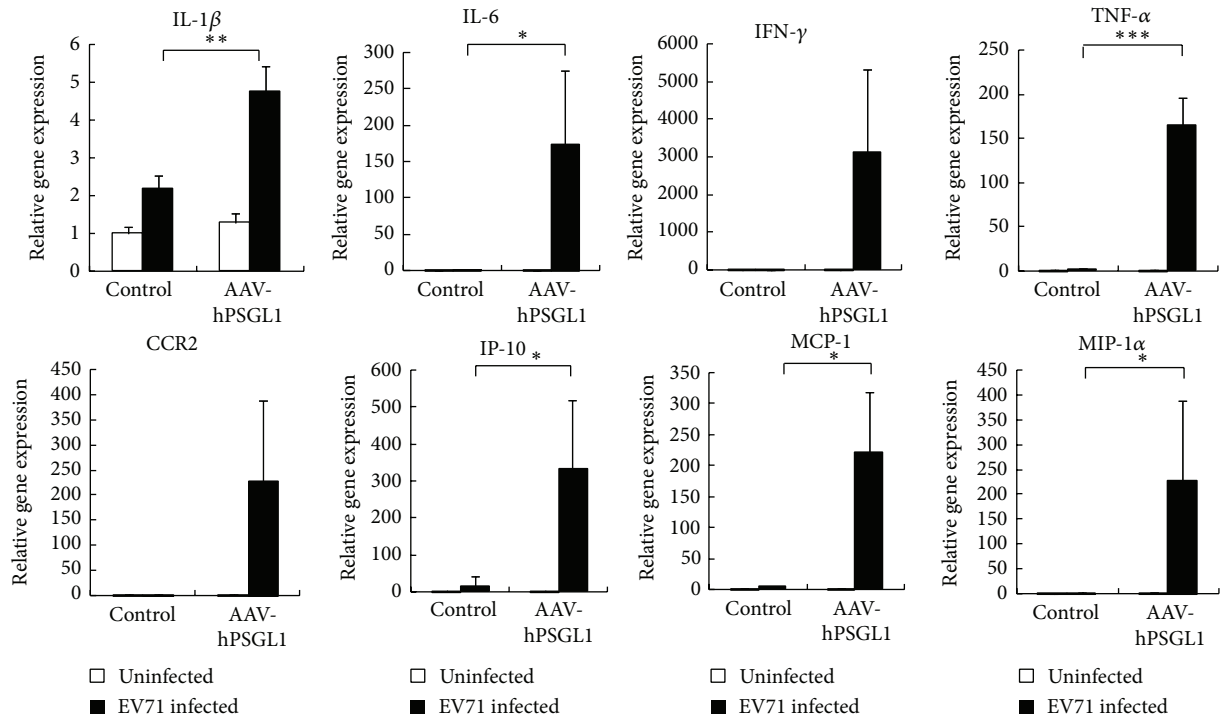 IL-1β
**
Relative gene expression
6
5
4
3
2
1
0
Control
AAV-
hPSGL1
IL-6
*
Relative gene expression
300
250
200
150
100
50
0
Control
AAV-
hPSGL1
IFN-γ
Relative gene expression
6000
5000
4000
3000
2000
1000
0
Control
AAV-
hPSGL1
TNF-α
***
Relative gene expression
250
200
150
100
50
0
Control
AAV-
hPSGL1
CCR2
Relative gene expression
450
400
350
300
250
200
150
100
50
0
Control
AAV-
hPSGL1
Uninfected
EV71 infected
IP-10
*
Relative gene expression
600
500
400
300
200
100
0
Control
AAV-
hPSGL1
Uninfected
EV71 infected
MCP-1
*
Relative gene expression
350
300
250
200
150
100
50
0
Control
AAV-
hPSGL1
Uninfected
EV71 infected
MIP-1α
*
Relative gene expression
450
400
350
300
250
200
150
100
50
0
Control
AAV-
hPSGL1
Uninfected
EV71 infected